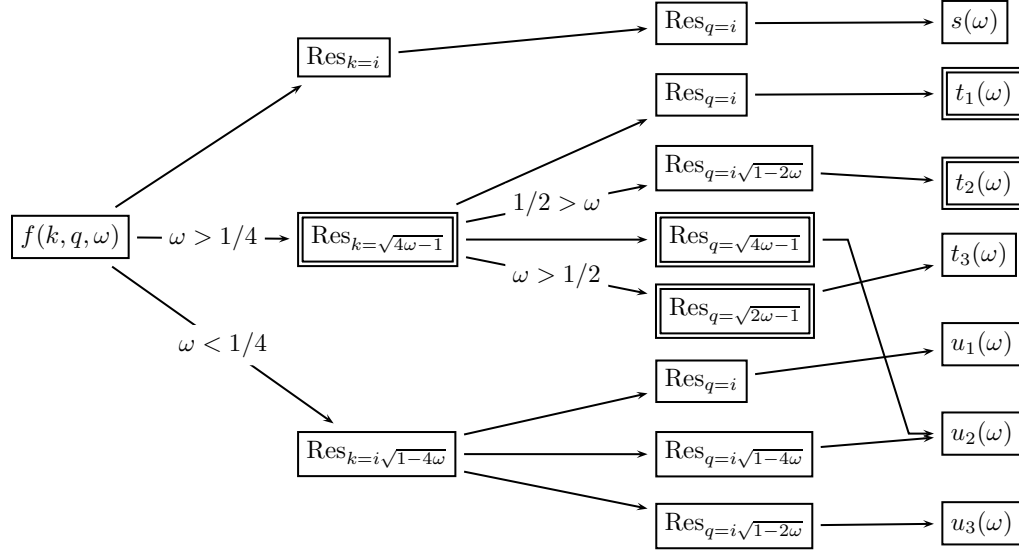 Res_{q=i}
s(ω)
Res_{k=i}
Res_{q=i}
t_1(ω)
Res_{q=i√(1−2ω)}
t_2(ω)
1/2 > ω
f(k, q, ω)
ω > 1/4
Res_{k=√(4ω−1)}
Res_{q=√(4ω−1)}
t_3(ω)
ω > 1/2
Res_{q=√(2ω−1)}
ω < 1/4
u_1(ω)
Res_{q=i}
u_2(ω)
Res_{k=i√(1−4ω)}
Res_{q=i√(1−4ω)}
Res_{q=i√(1−2ω)}
u_3(ω)